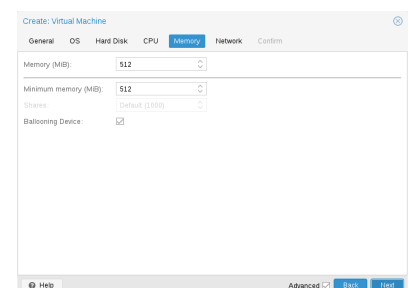 Create: Virtual Machine
General OS Hard Disk CPU Memory Network Confirm
Memory (MiB): 512
Minimum memory (MiB): 512
Shares: Default (1000)
Ballooning Device:
Help Advanced Back Next